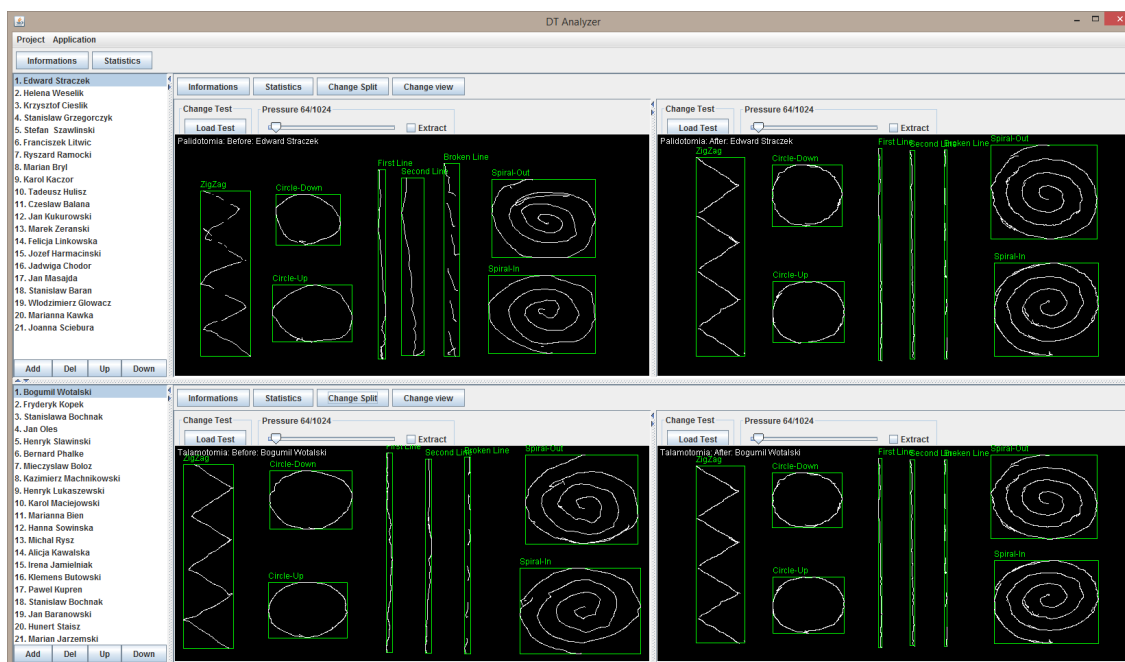 DT Analyzer
Project Application
Informations Statistics
1. Edward Straczek
2. Helena Weselik
3. Krzysztof Cieslik
4. Stanislaw Grzegorczyk
5. Stefan Szawlinski
6. Franciszek Litwic
7. Ryszard Ramocki
8. Marian Bryl
9. Karol Kaczor
10. Tadeusz Hulisz
11. Czeslaw Balana
12. Jan Kukurowski
13. Marek Zeranski
14. Felicja Linkowska
15. Jozef Harmacinski
16. Jadwiga Chodor
17. Jan Masajda
18. Stanislaw Baran
19. Wlodzimierz Glowacz
20. Marianna Kawka
21. Joanna Sciebura
Add Del Up Down
Informations Statistics Change Split Change view
Change Test Pressure 64/1024
Load Test Extract
Palidotomia: Before: Edward Straczek
ZigZag
Circle-Down
Circle-Up
First Line
Second Line
Broken Line
Spiral-Out
Spiral-In
Change Test Pressure 64/1024
Load Test Extract
Palidotomia: After: Edward Straczek
ZigZag
Circle-Down
Circle-Up
First Line
Second Line
Broken Line
Spiral-Out
Spiral-In
1. Bogumil Wotalski
2. Fryderyk Kopek
3. Stanislawa Bochnak
4. Jan Oles
5. Henryk Slawinski
6. Bernard Phalke
7. Mieczyslaw Boloz
8. Kazimierz Machnikowski
9. Henryk Lukaszewski
10. Karol Maciejowski
11. Marianna Bien
12. Hanna Sowinska
13. Michal Rysz
14. Alicja Kawalska
15. Irena Jamielniak
16. Klemens Butowski
17. Pawel Kupren
18. Stanislaw Bochnak
19. Jan Baranowski
20. Hunert Staisz
21. Marian Jarzemski
Add Del Up Down
Informations Statistics Change Split Change view
Change Test Pressure 64/1024
Load Test Extract
Talamotomia: Before: Bogumil Wotalski
ZigZag
Circle-Down
Circle-Up
First Line
Second Line
Broken Line
Spiral-Out
Spiral-In
Change Test Pressure 64/1024
Load Test Extract
Talamotomia: After: Bogumil Wotalski
ZigZag
Circle-Down
Circle-Up
First Line
Second Line
Broken Line
Spiral-Out
Spiral-In